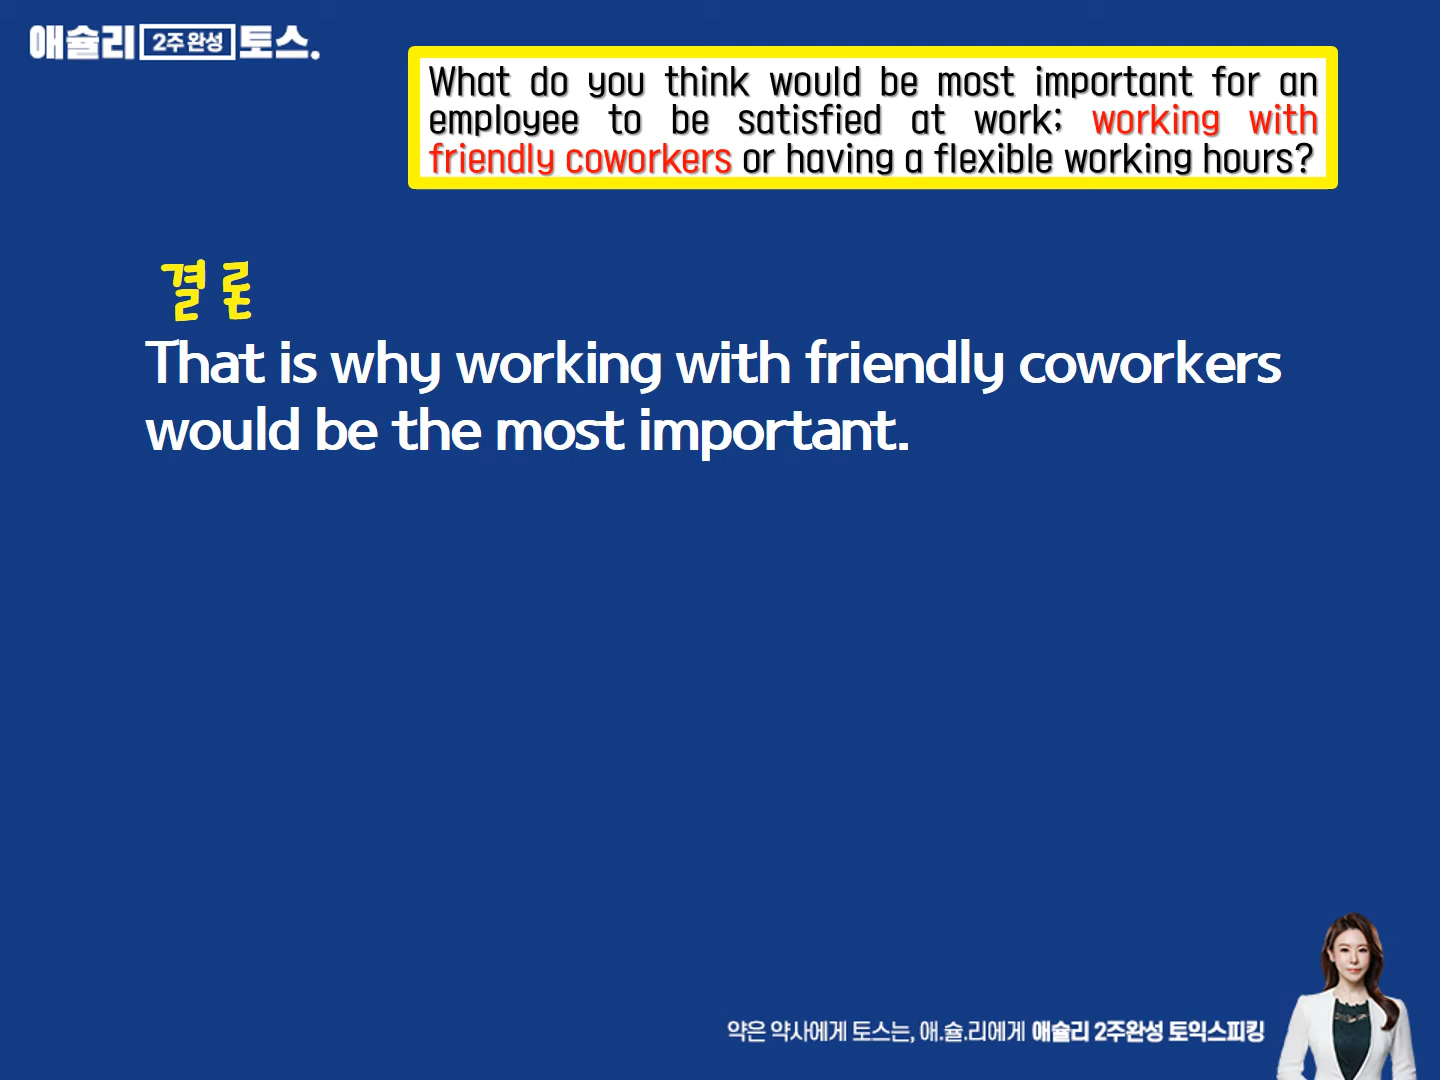 애슐리 2주완성 토스.
What do you think would be most important for an
employee to be satisfied at work; working with
friendly coworkers or having a flexible working hours?
결론
That is why working with friendly coworkers
would be the most important.
약은 약사에게 토스는, 애.슐.리에게 애슐리 2주완성 토익스피킹